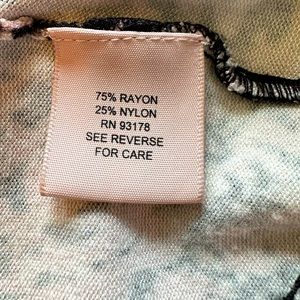 75% RAYON
25% NYLON
RN 93178
SEE REVERSE
FOR CARE